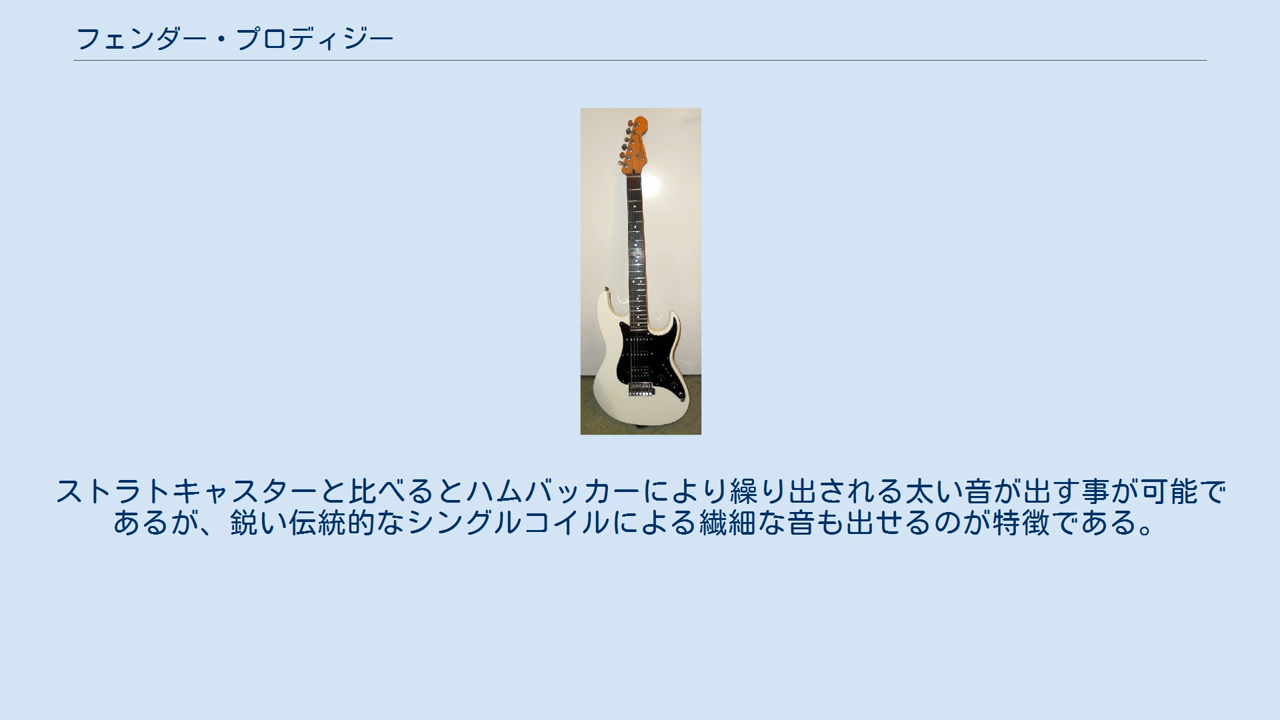 フェンダー・プロディジー
ストラトキャスターと比べるとハムバッカーにより繰り出される太い音が出す事が可能で
あるが、鋭い伝統的なシングルコイルによる繊細な音も出せるのが特徴である。